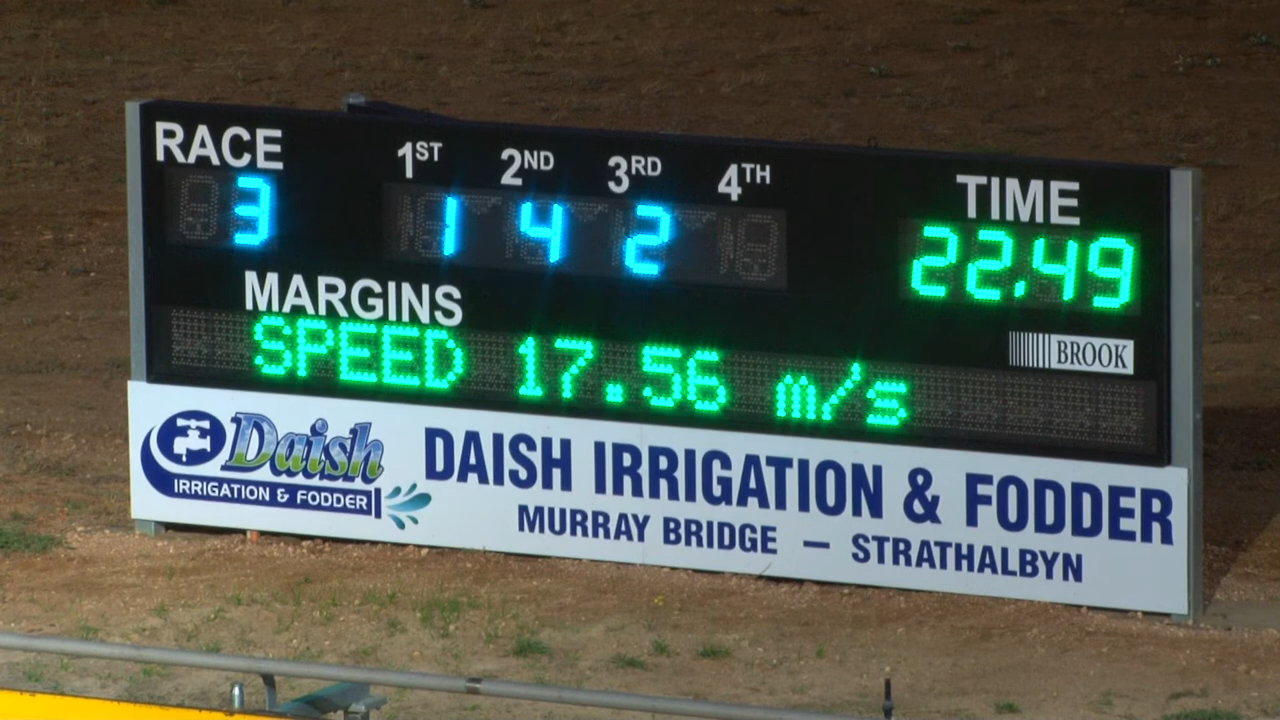 RACE 1ST 2ND 3RD 4TH TIME
3 1 4 2 22.49
MARGINS
SPEED 17.56 m/s
BROOK
Daish
IRRIGATION & FODDER
DAISH IRRIGATION & FODDER
MURRAY BRIDGE — STRATHALBYN